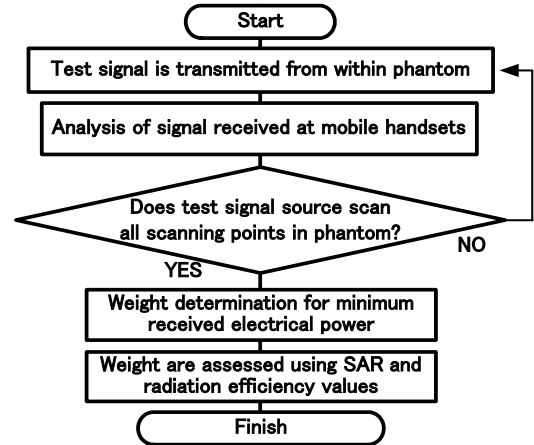 Start
Test signal is transmitted from within phantom
Analysis of signal received at mobile handsets
Does test signal source scan
all scanning points in phantom?
NO
YES
Weight determination for minimum
received electrical power
Weight are assessed using SAR and
radiation efficiency values
Finish